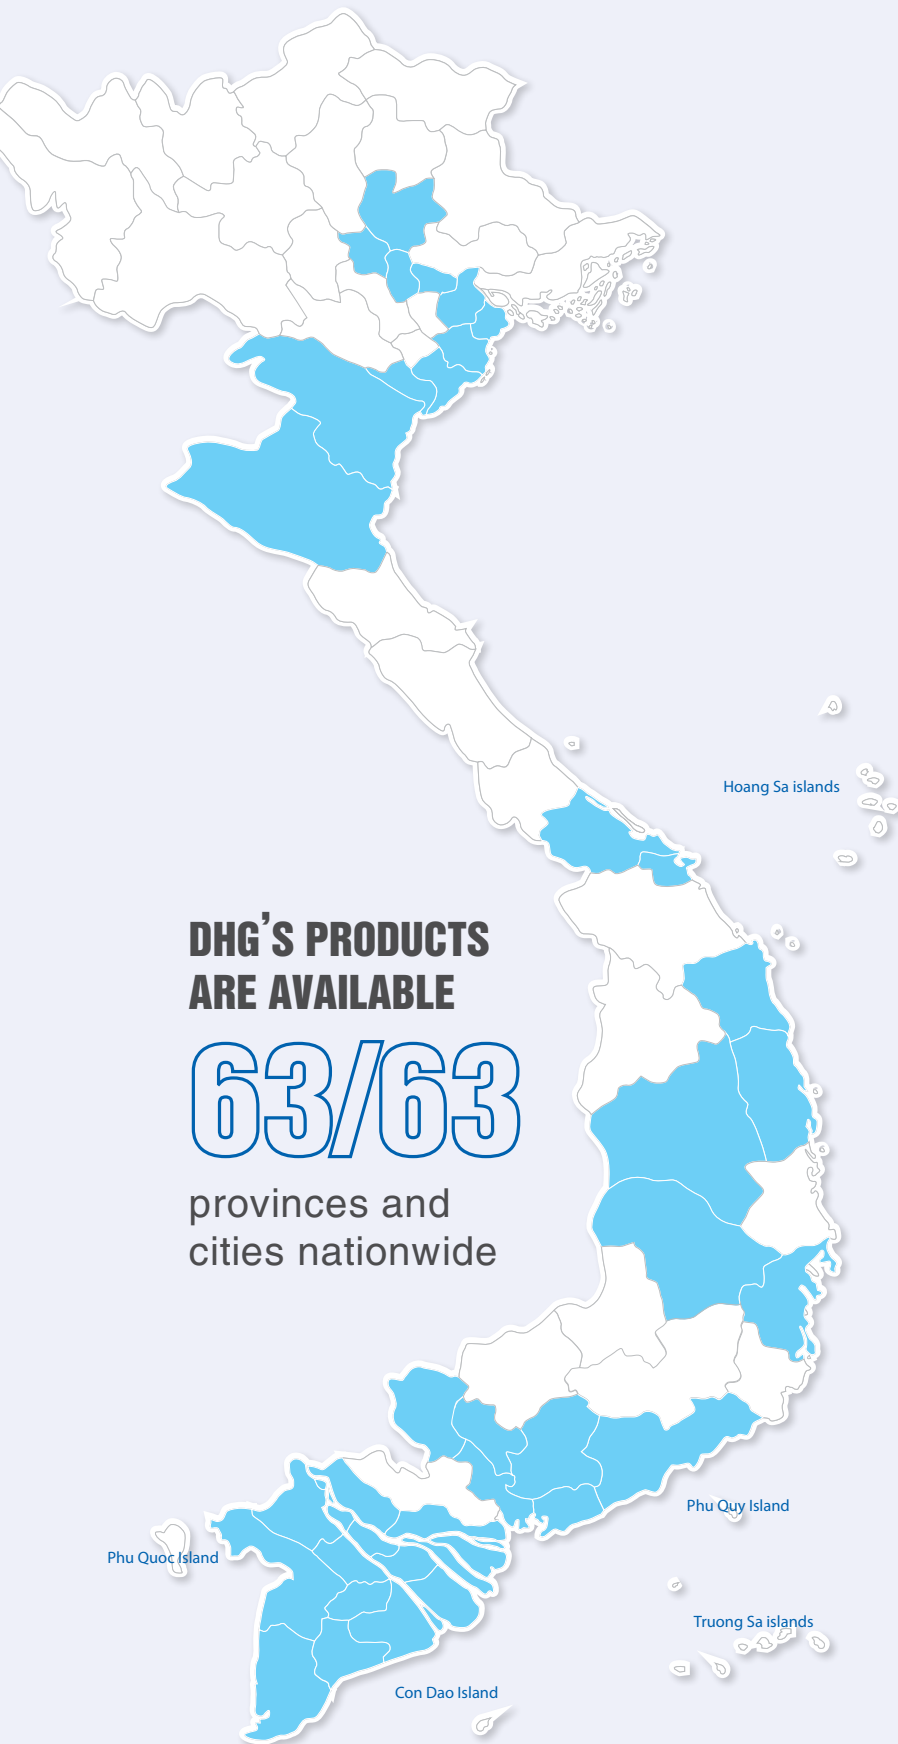 Hoang Sa islands
DHG'S PRODUCTS
ARE AVAILABLE
63/63
provinces and
cities nationwide
Phu Quy Island
Phu Quoc Island
Truong Sa islands
Con Dao Island